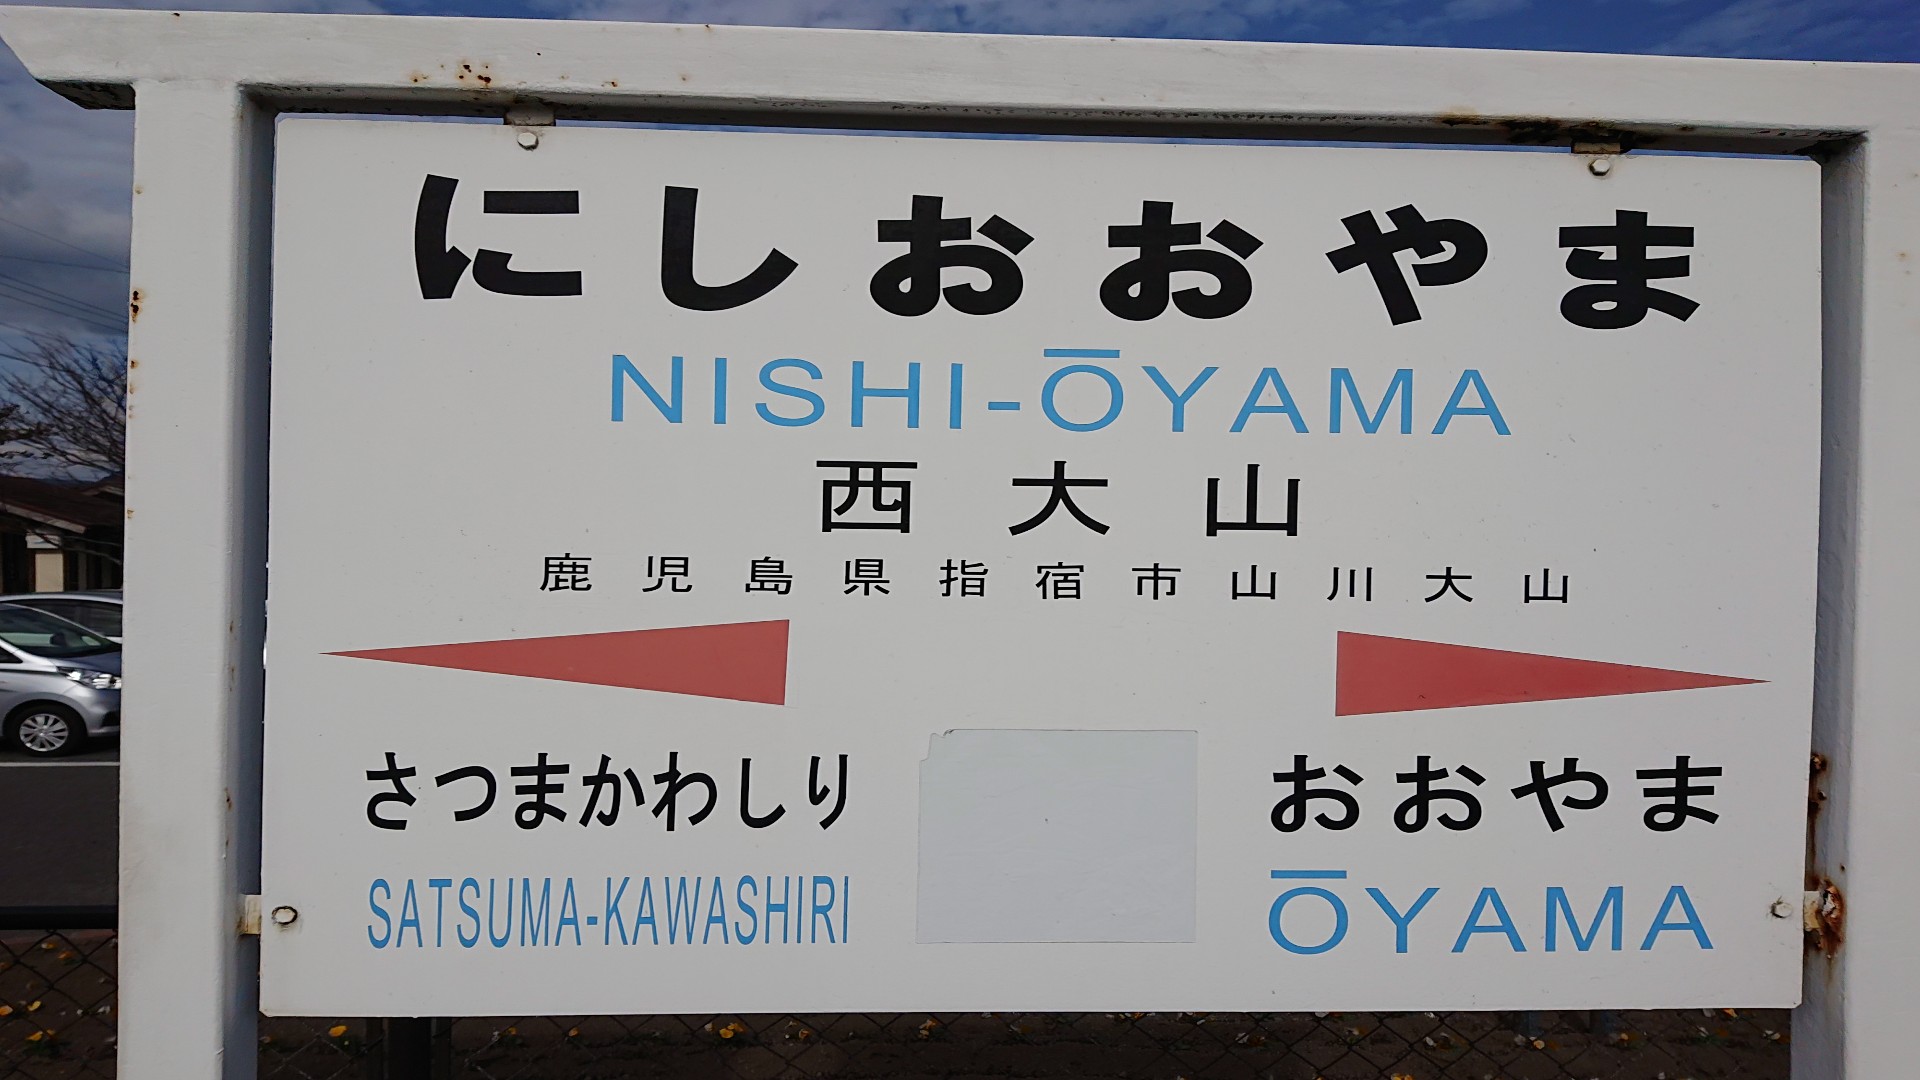 にしおおやま
NISHI-ŌYAMA
西大山
鹿児島県指宿市山川大山
さつまかわしり おおやま
SATSUMA-KAWASHIRI ŌYAMA